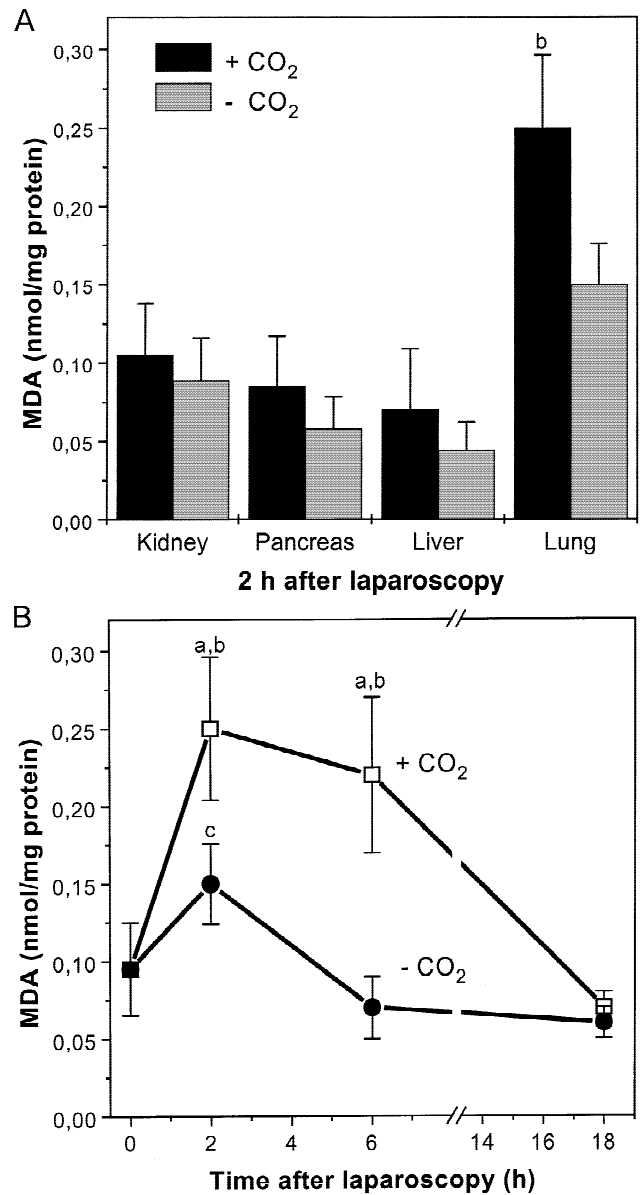 A
MDA (nmol/mg protein)
0,30
0,25
0,20
0,15
0,10
0,05
0,00
+ CO2
- CO2
b
Kidney Pancreas Liver Lung
2 h after laparoscopy
B
MDA (nmol/mg protein)
0,30
0,25
0,20
0,15
0,10
0,05
0,00
a,b
a,b
+ CO2
c
- CO2
0 2 4 6 14 16 18
Time after laparoscopy (h)